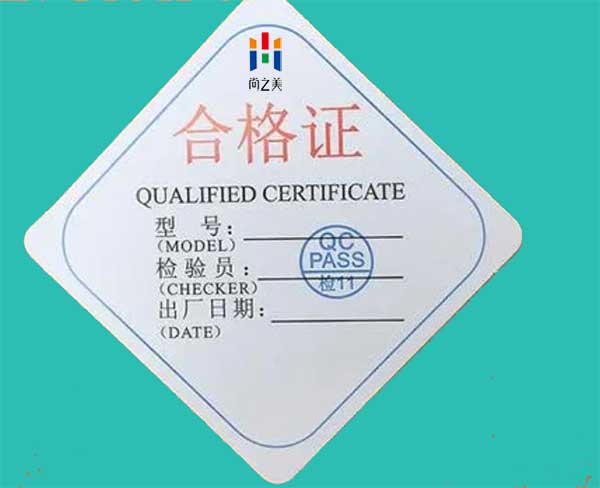 尚之美
合格证
QUALIFIED CERTIFICATE
型 号:
(MODEL)
QC
PASS
检11
检验员:
(CHECKER)
出厂日期:
(DATE)